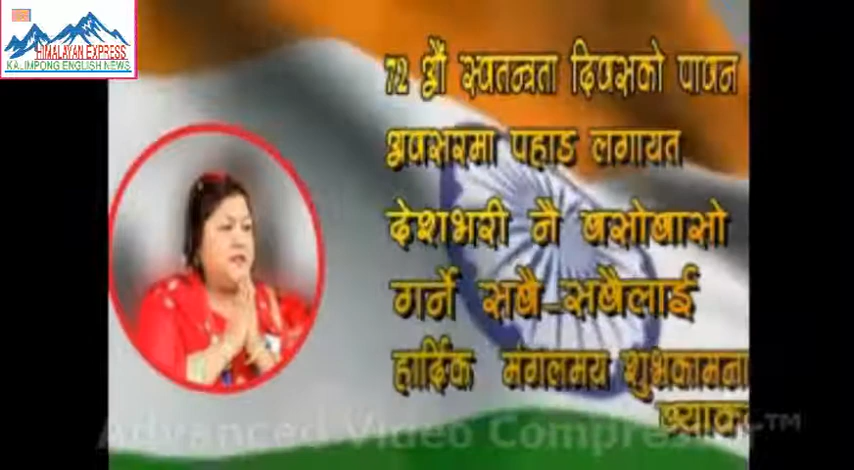 HIMALAYAN EXPRESS
KALIMPONG ENGLISH NEWS
72 औं स्वतन्त्रता दिवसको पावन
अवसरमा पहाड लगायत
देशभरी नै बसोबासो
गर्ने सबै-सबैलाई
हार्दिक मंगलमय शुभकामना
Advanced Video